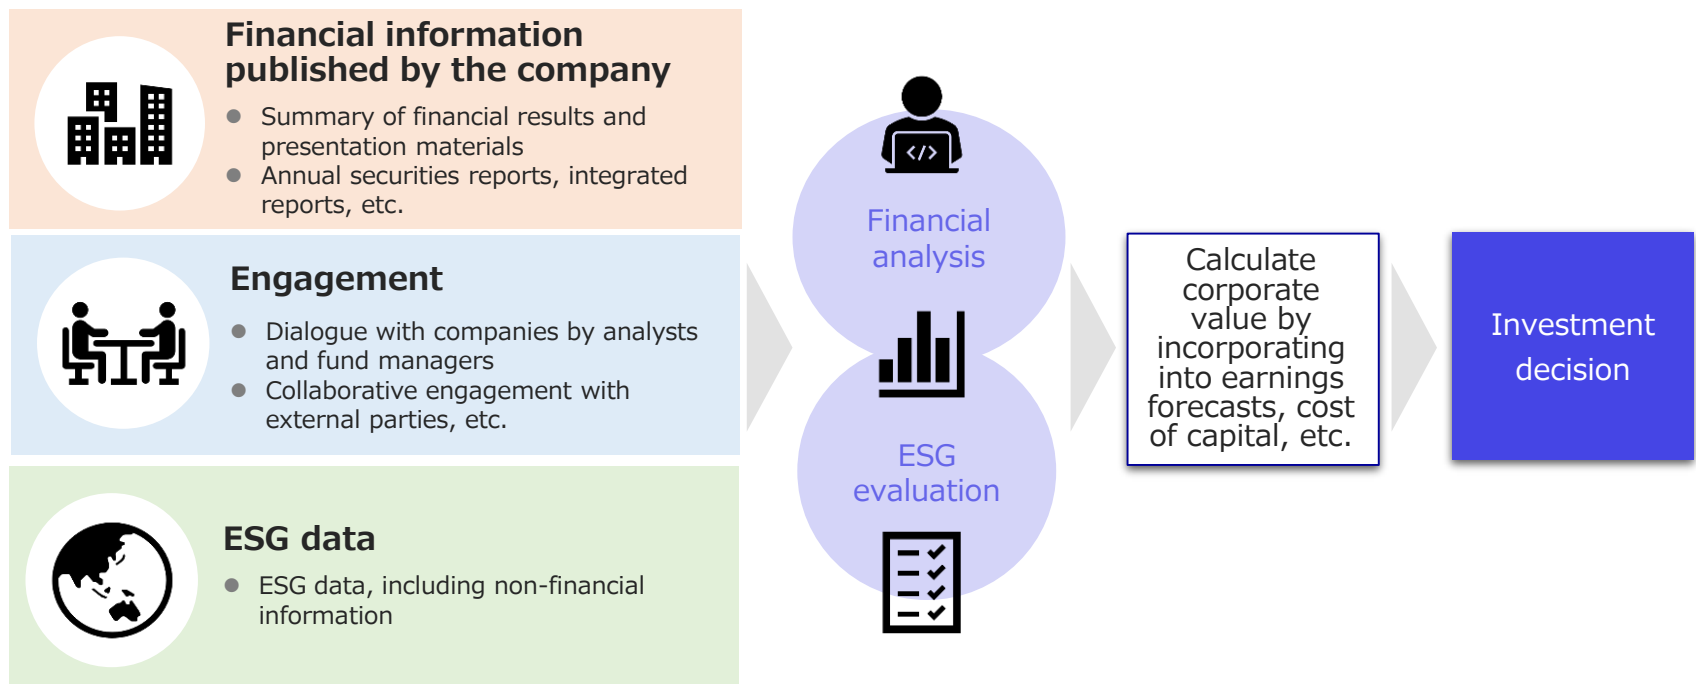 Financial information
published by the company
● Summary of financial results and
presentation materials
● Annual securities reports, integrated
reports, etc.
Engagement
● Dialogue with companies by analysts
and fund managers
● Collaborative engagement with
external parties, etc.
ESG data
● ESG data, including non-financial
information
</>
Financial
analysis
ESG
evaluation
Calculate
corporate
value by
incorporating
into earnings
forecasts, cost
of capital, etc.
Investment
decision